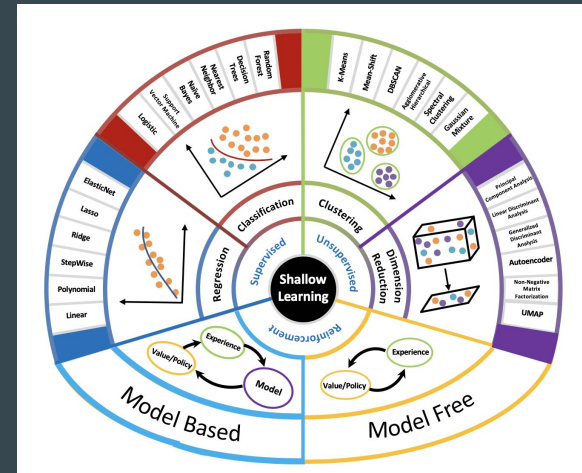 Random
Forest
Decision
Trees
Nearest
Neighbor
Naive
Bayes
Support
Vector Machine
Logistic
K-Means
Mean-Shift
DBSCAN
Agglomerative
Hierarchical
Spectral
Clustering
Gaussian
Mixture
ElasticNet
Lasso
Ridge
StepWise
Polynomial
Linear
Principal
Component Analysis
Linear Discriminant
Analysis
Generalized
Discriminant
Analysis
Autoencoder
Non-Negative
Matrix
Factorization
UMAP
Classification
Clustering
Regression
Dimension
Reduction
Supervised
Unsupervised
Reinforcement
Shallow
Learning
Experience
Value/Policy
Model
Experience
Value/Policy
Model Based
Model Free